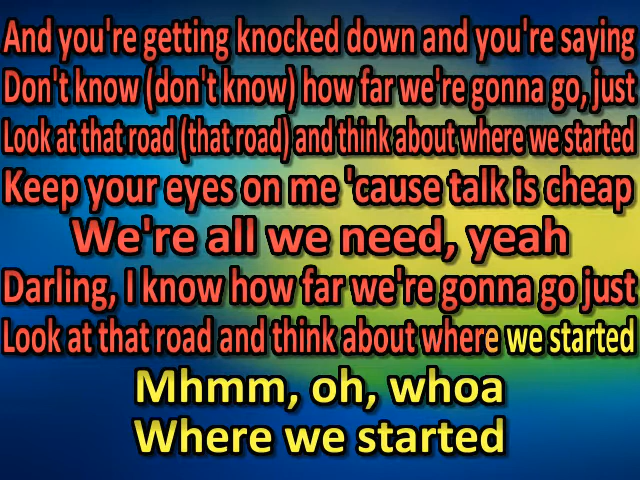 And you're getting knocked down and you're saying
Don't know (don't know) how far we're gonna go, just
Look at that road (that road) and think about where we started
Keep your eyes on me 'cause talk is cheap
We're all we need, yeah
Darling, I know how far we're gonna go just
Look at that road and think about where we started
Mhmm, oh, whoa
Where we started